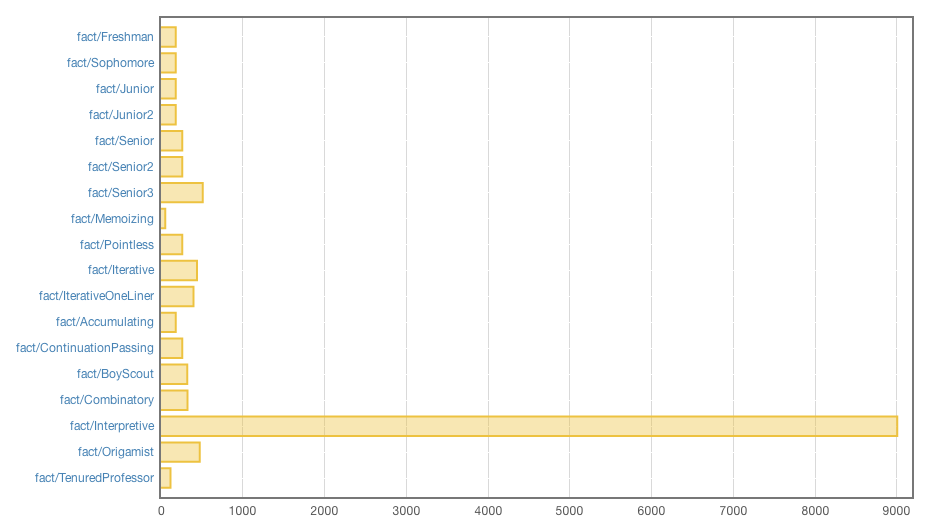 fact/Freshman
fact/Sophomore
fact/Junior
fact/Junior2
fact/Senior
fact/Senior2
fact/Senior3
fact/Memoizing
fact/Pointless
fact/Iterative
fact/IterativeOneLiner
fact/Accumulating
fact/ContinuationPassing
fact/BoyScout
fact/Combinatory
fact/Interpretive
fact/Origamist
fact/TenuredProfessor
0 1000 2000 3000 4000 5000 6000 7000 8000 9000